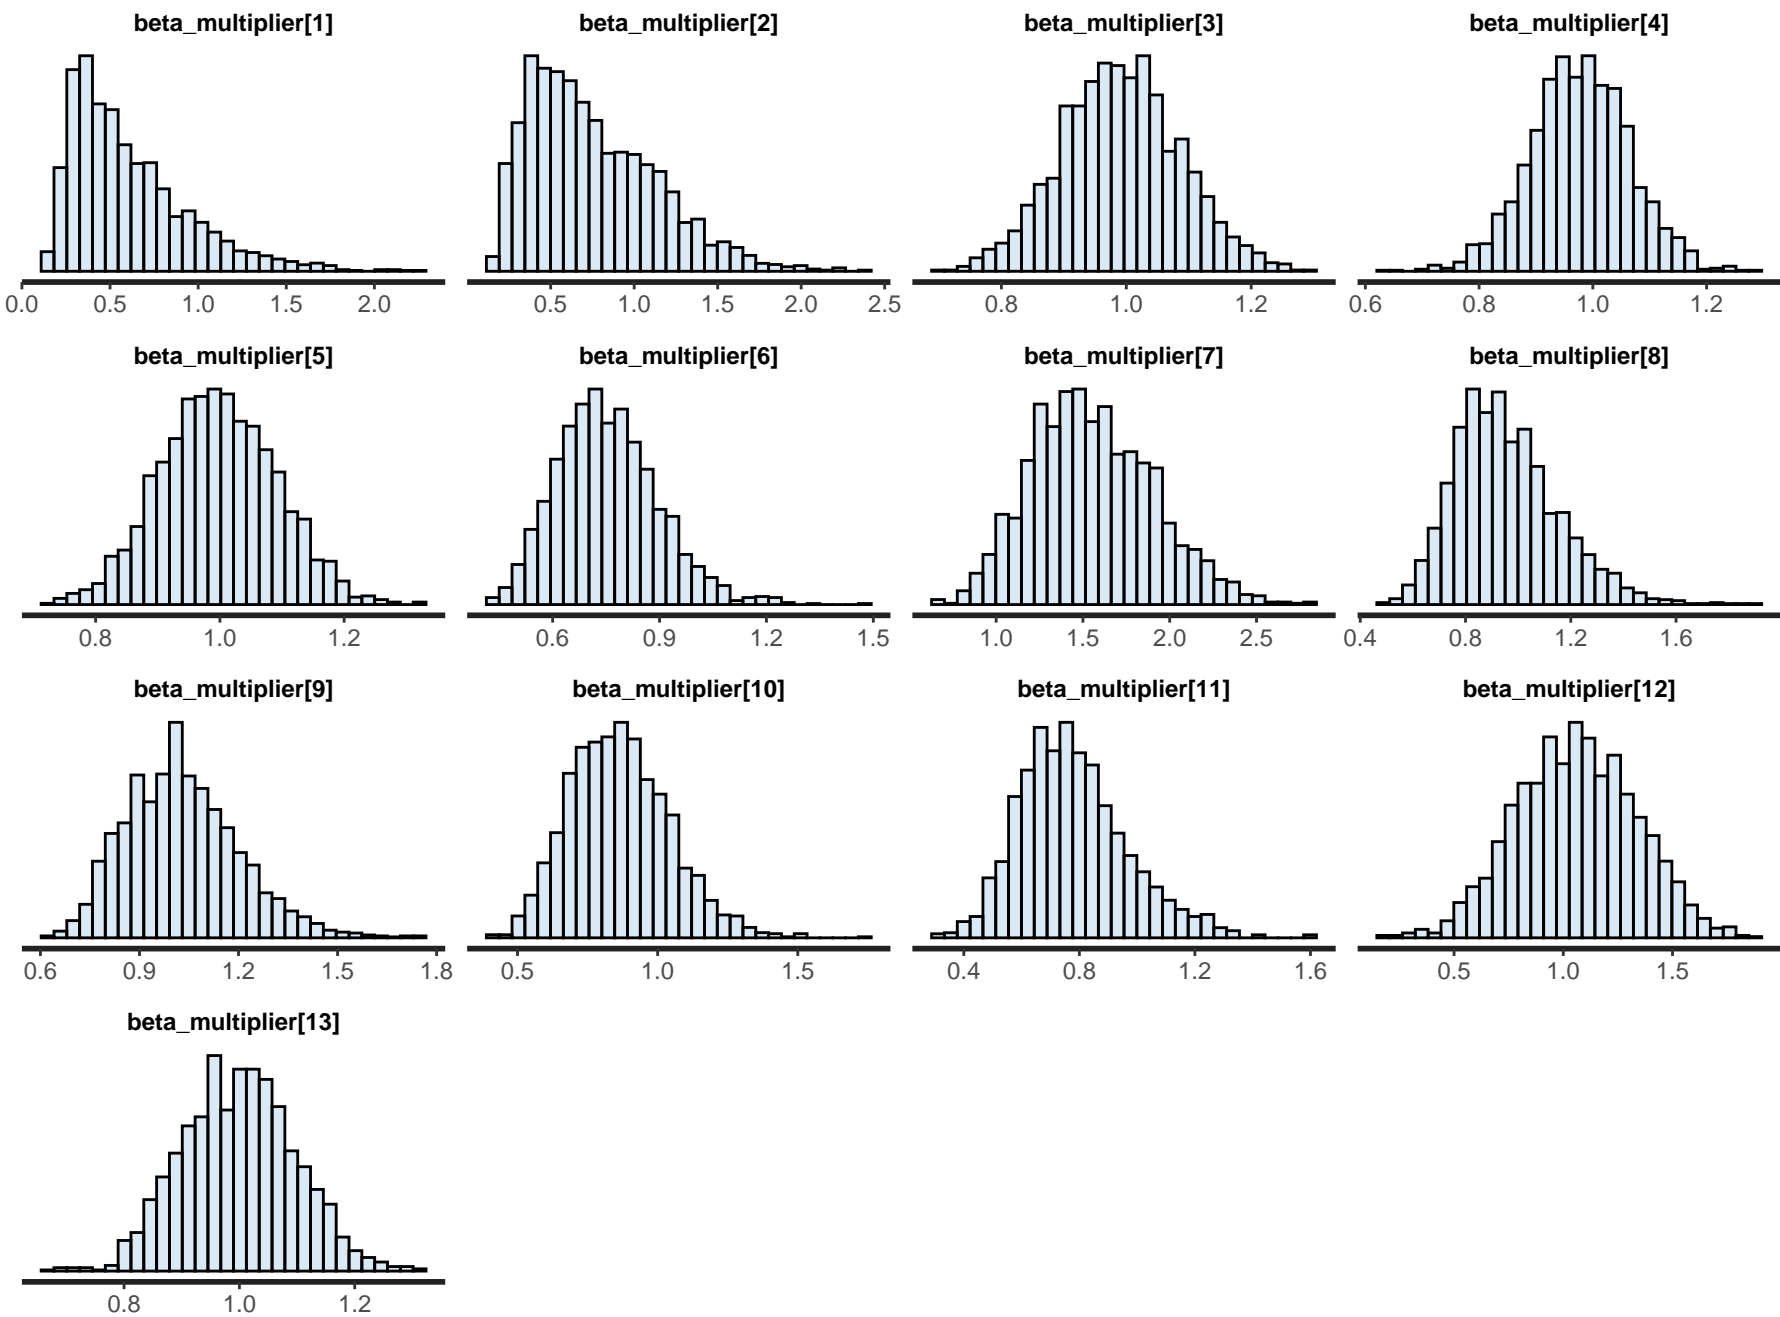 beta_multiplier[1] beta_multiplier[2] beta_multiplier[3] beta_multiplier[4]
0.0 0.5 1.0 1.5 2.0 0.5 1.0 1.5 2.0 2.5 0.8 1.0 1.2 0.6 0.8 1.0 1.2
beta_multiplier[5] beta_multiplier[6] beta_multiplier[7] beta_multiplier[8]
0.8 1.0 1.2 0.6 0.9 1.2 1.5 1.0 1.5 2.0 2.5 0.4 0.8 1.2 1.6
beta_multiplier[9] beta_multiplier[10] beta_multiplier[11] beta_multiplier[12]
0.6 0.9 1.2 1.5 1.8 0.5 1.0 1.5 0.4 0.8 1.2 1.6 0.5 1.0 1.5
beta_multiplier[13]
0.8 1.0 1.2